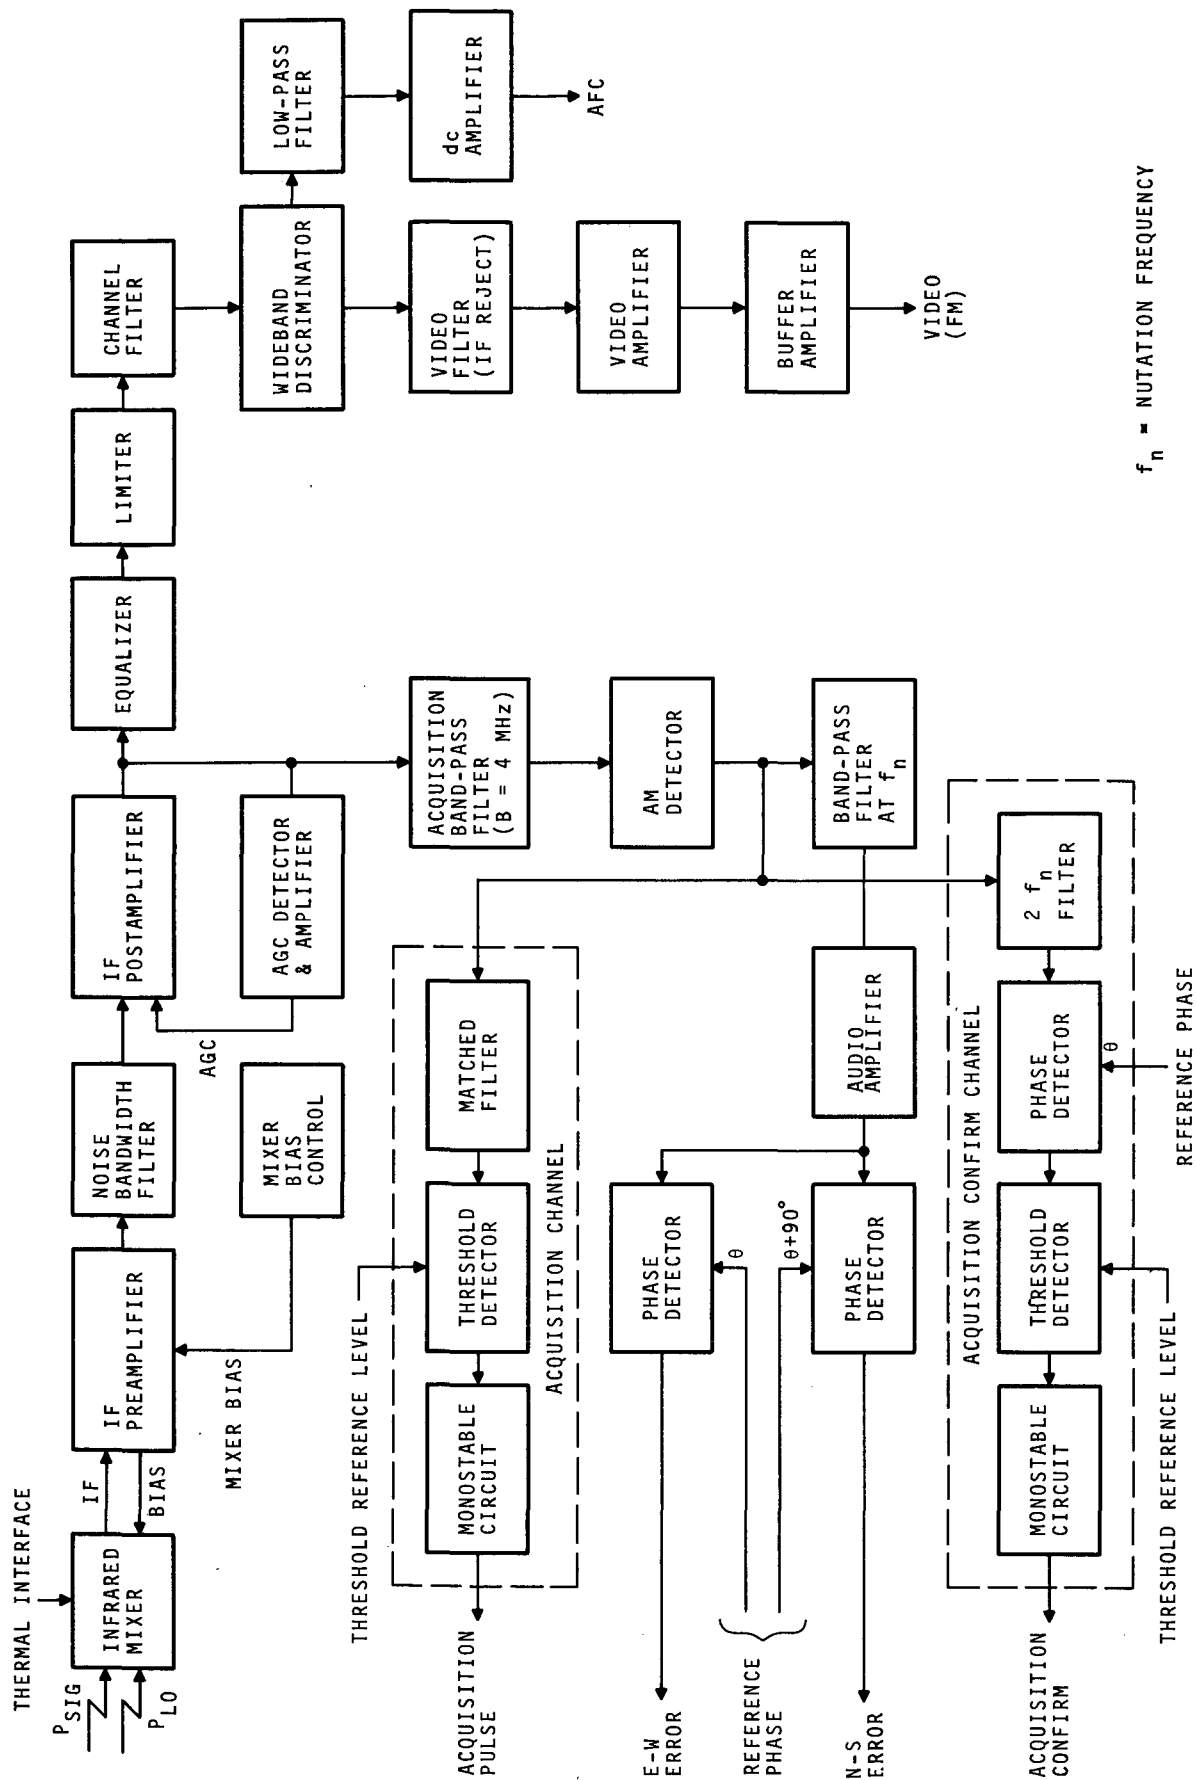 THERMAL INTERFACE
P_SIG
P_LO
INFRARED
MIXER
IF
BIAS
IF
PREAMPLIFIER
NOISE
BANDWIDTH
FILTER
IF
POSTAMPLIFIER
EQUALIZER
LIMITER
CHANNEL
FILTER
MIXER BIAS
MIXER
BIAS
CONTROL
AGC
AGC DETECTOR
& AMPLIFIER
WIDEBAND
DISCRIMINATOR
LOW-PASS
FILTER
THRESHOLD REFERENCE LEVEL
ACQUISITION
BAND-PASS
FILTER
(B = 4 MHz)
VIDEO
FILTER
(IF REJECT)
dc
AMPLIFIER
AFC
ACQUISITION
PULSE
MONOSTABLE
CIRCUIT
THRESHOLD
DETECTOR
MATCHED
FILTER
ACQUISITION CHANNEL
VIDEO
AMPLIFIER
AM
DETECTOR
E-W
ERROR
PHASE
DETECTOR
θ
REFERENCE
PHASE
θ+90°
BUFFER
AMPLIFIER
BAND-PASS
FILTER
AT f_n
N-S
ERROR
PHASE
DETECTOR
AUDIO
AMPLIFIER
VIDEO
(FM)
ACQUISITION CONFIRM CHANNEL
ACQUISITION
CONFIRM
MONOSTABLE
CIRCUIT
THRESHOLD
DETECTOR
PHASE
DETECTOR
θ
2 f_n
FILTER
THRESHOLD REFERENCE LEVEL
REFERENCE PHASE
f_n = NUTATION FREQUENCY